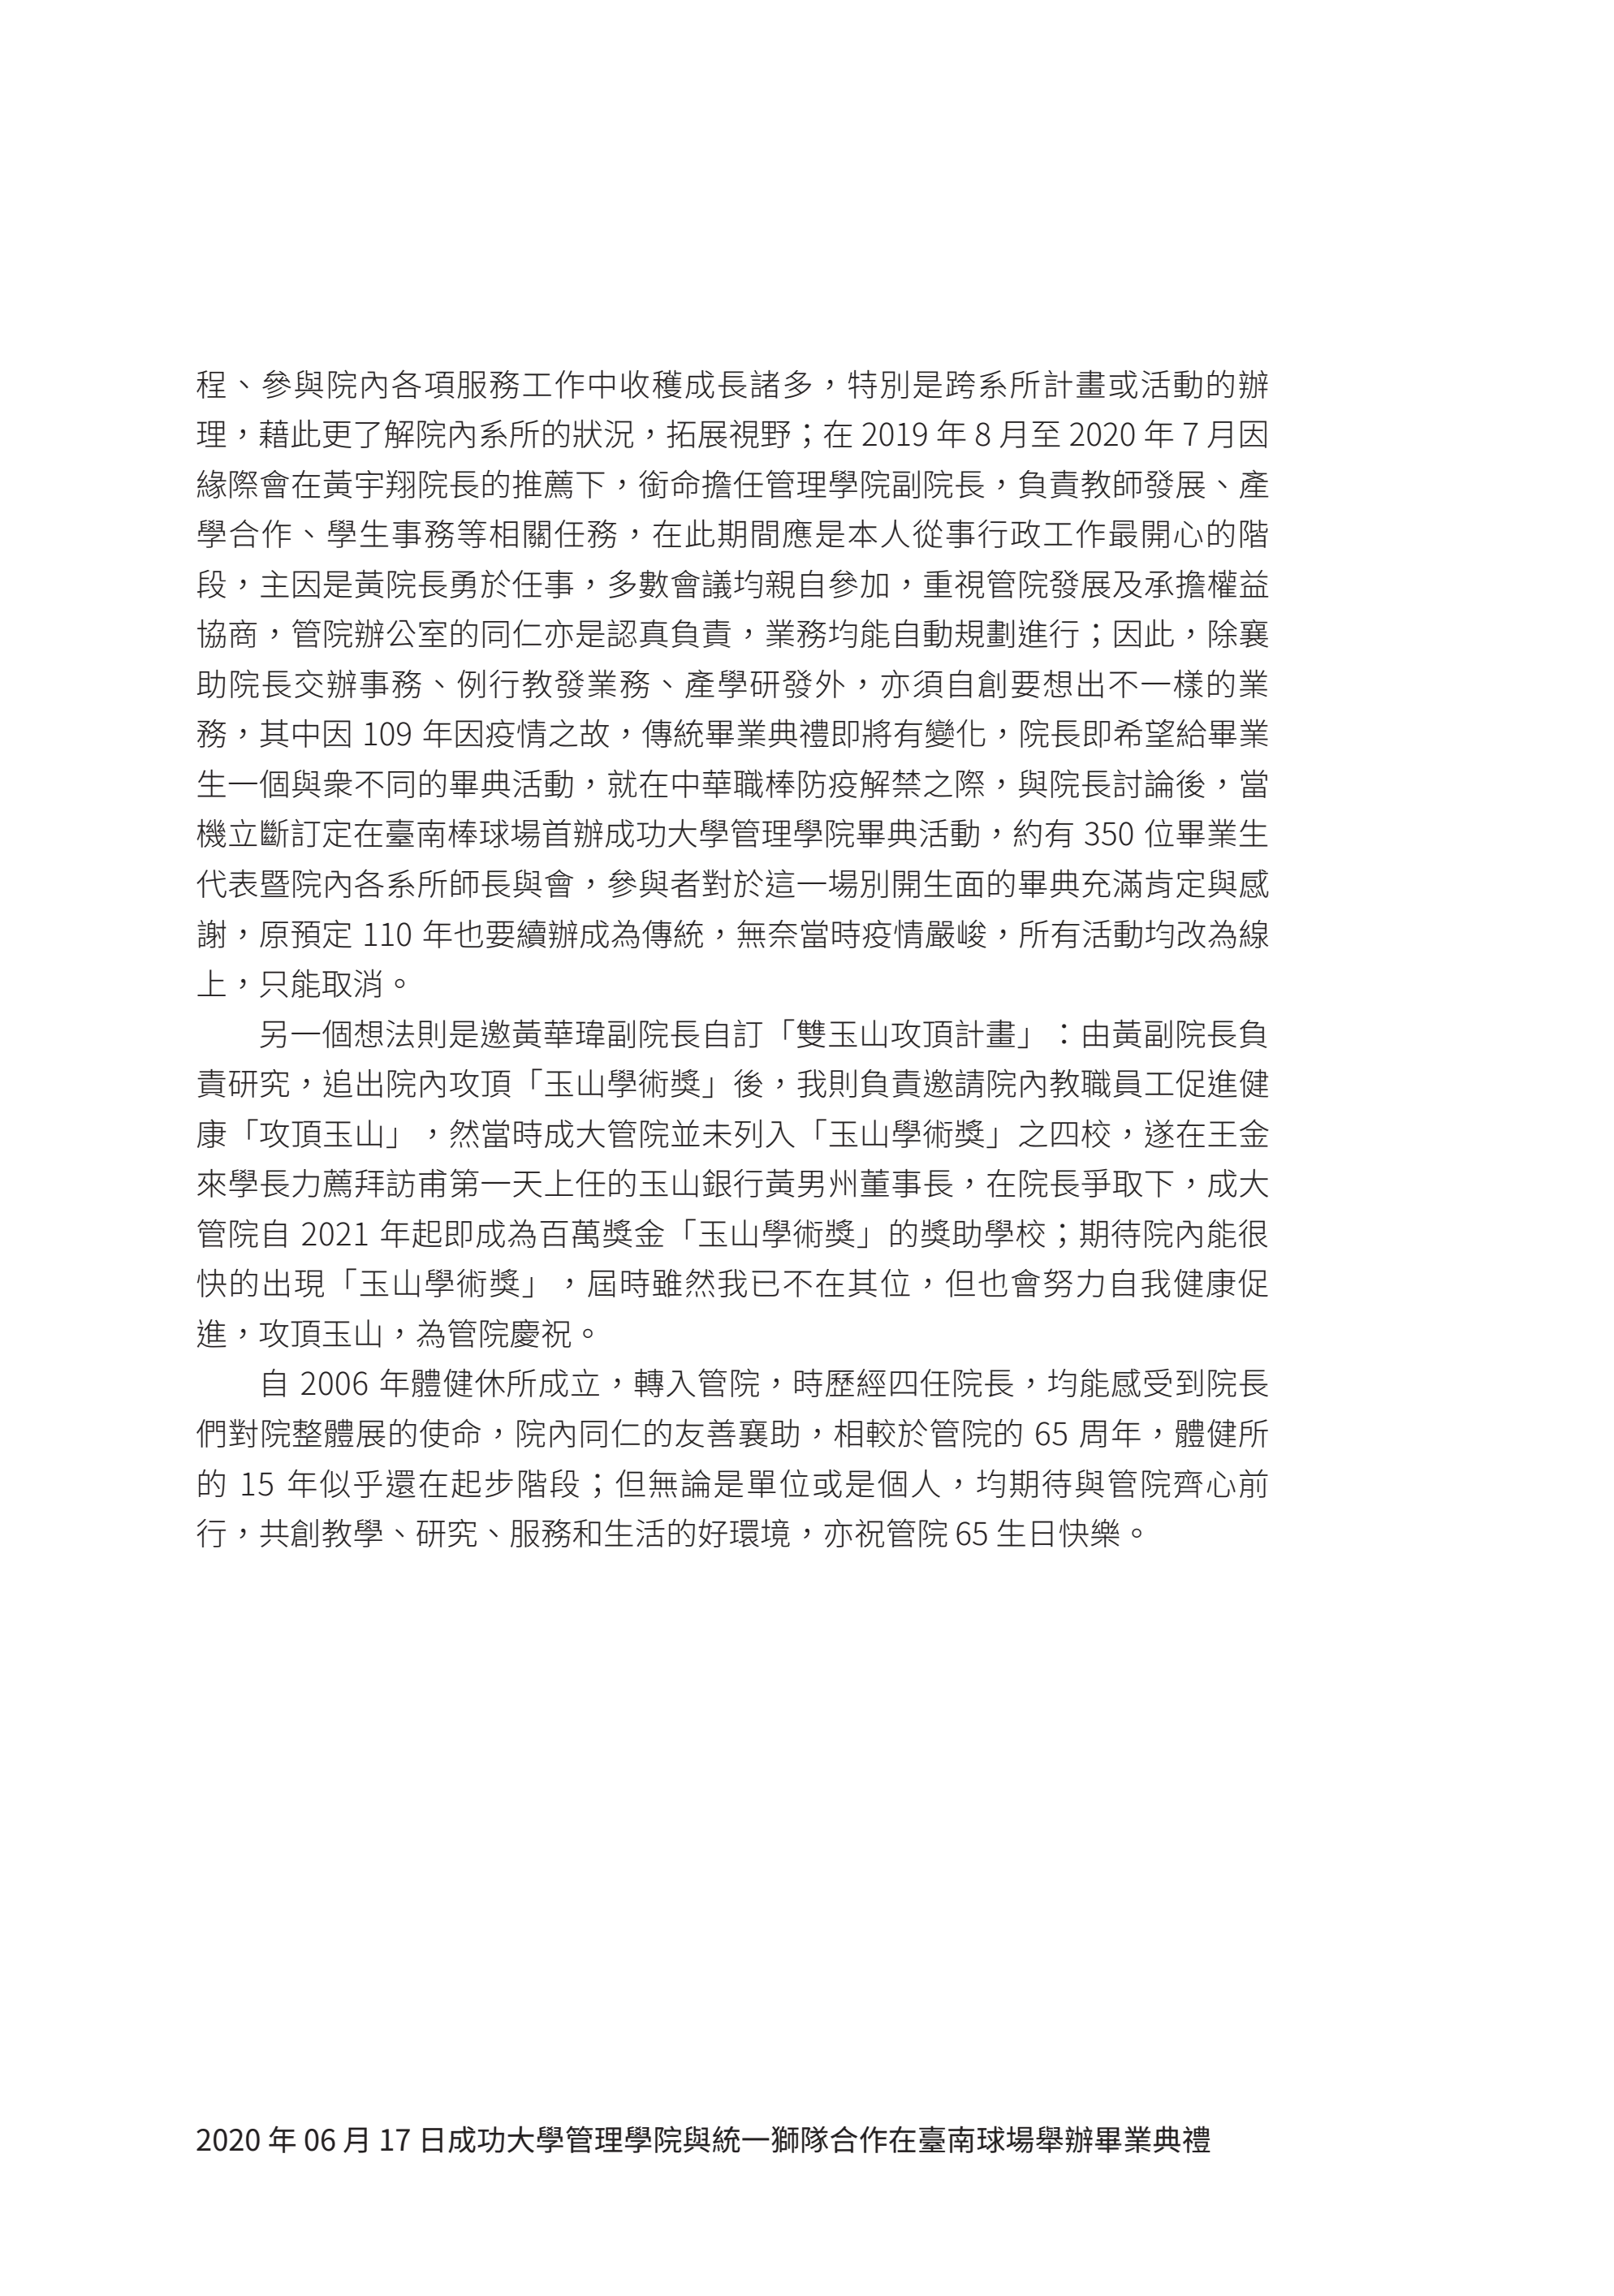 程、參與院內各項服務工作中收穫成長諸多，特別是跨系所計畫或活動的辦
理，藉此更了解院內系所的狀況，拓展視野；在 2019 年 8 月至 2020 年 7 月因
緣際會在黃宇翔院長的推薦下，銜命擔任管理學院副院長，負責教師發展、產
學合作、學生事務等相關任務，在此期間應是本人從事行政工作最開心的階
段，主因是黃院長勇於任事，多數會議均親自參加，重視管院發展及承擔權益
協商，管院辦公室的同仁亦是認真負責，業務均能自動規劃進行；因此，除襄
助院長交辦事務、例行教發業務、產學研發外，亦須自創要想出不一樣的業
務，其中因 109 年因疫情之故，傳統畢業典禮即將有變化，院長即希望給畢業
生一個與眾不同的畢典活動，就在中華職棒防疫解禁之際，與院長討論後，當
機立斷訂定在臺南棒球場首辦成功大學管理學院畢典活動，約有 350 位畢業生
代表暨院內各系所師長與會，參與者對於這一場別開生面的畢典充滿肯定與感
謝，原預定 110 年也要續辦成為傳統，無奈當時疫情嚴峻，所有活動均改為線
上，只能取消。
另一個想法則是邀黃華瑋副院長自訂「雙玉山攻頂計畫」：由黃副院長負
責研究，追出院內攻頂「玉山學術獎」後，我則負責邀請院內教職員工促進健
康「攻頂玉山」，然當時成大管院並未列入「玉山學術獎」之四校，遂在王金
來學長力薦拜訪甫第一天上任的玉山銀行黃男州董事長，在院長爭取下，成大
管院自 2021 年起即成為百萬獎金「玉山學術獎」的獎助學校；期待院內能很
快的出現「玉山學術獎」，屆時雖然我已不在其位，但也會努力自我健康促
進，攻頂玉山，為管院慶祝。
自 2006 年體健休所成立，轉入管院，時歷經四任院長，均能感受到院長
們對院整體展的使命，院內同仁的友善襄助，相較於管院的 65 周年，體健所
的 15 年似乎還在起步階段；但無論是單位或是個人，均期待與管院齊心前
行，共創教學、研究、服務和生活的好環境，亦祝管院 65 生日快樂。
2020 年 06 月 17 日成功大學管理學院與統一獅隊合作在臺南球場舉辦畢業典禮